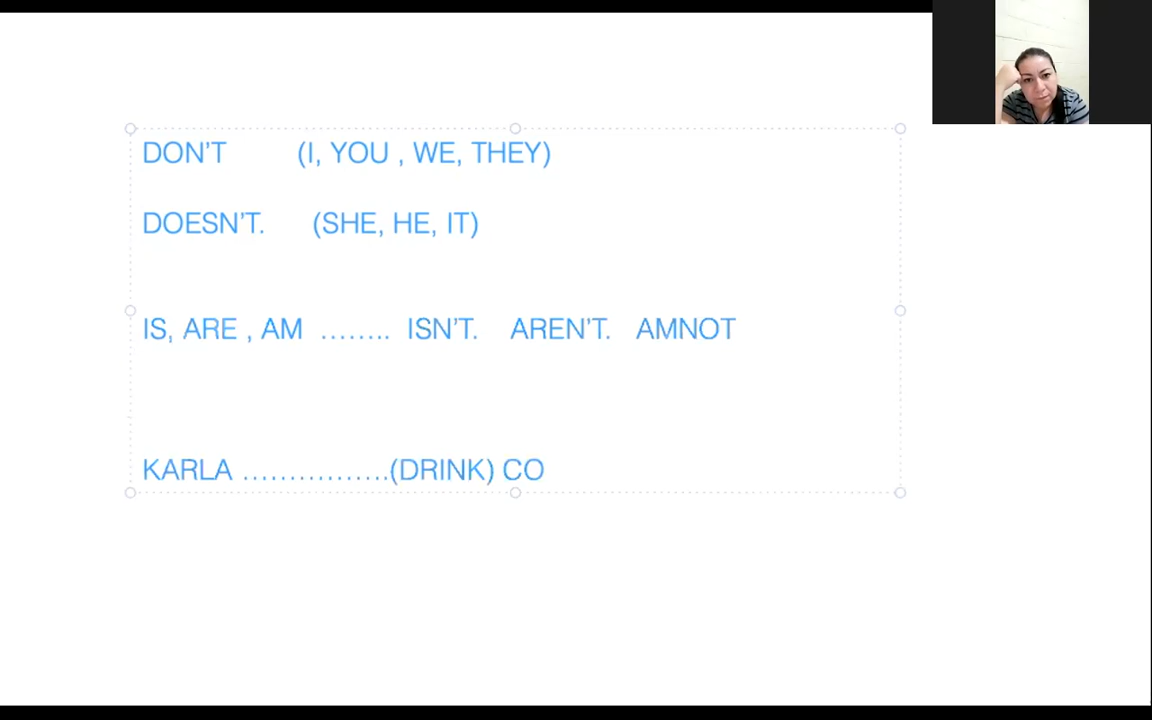 DON'T (I, YOU , WE, THEY)
DOESN'T. (SHE, HE, IT)
IS, ARE , AM …….. ISN'T. AREN'T. AMNOT
KARLA …………….(DRINK) CO